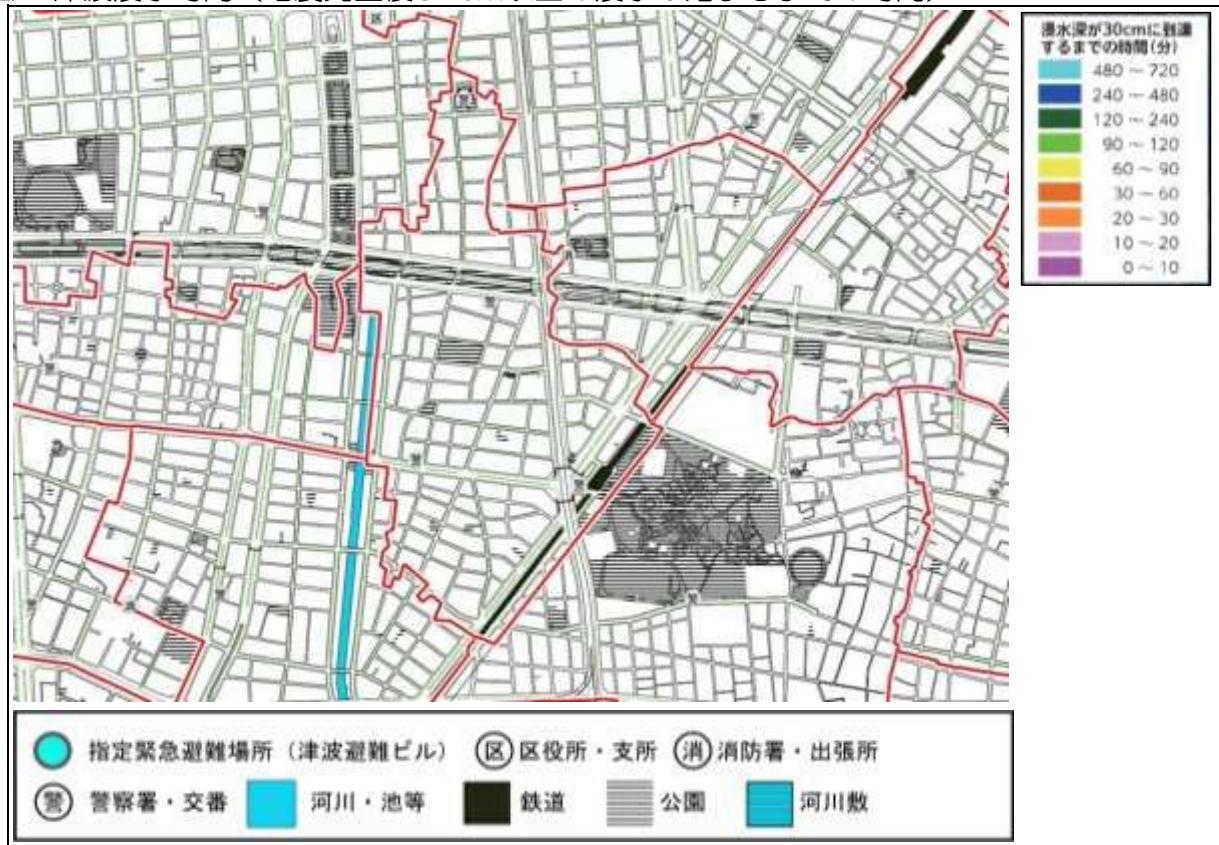 浸水深が30cmに到達
するまでの時間(分)
480～720
240～480
120～240
90～120
60～90
30～60
20～30
10～20
0～10
区
指定緊急避難場所（津波避難ビル）
区 区役所・支所
消 消防署・出張所
警 警察署・交番
河川・池等
鉄道
公園
河川敷